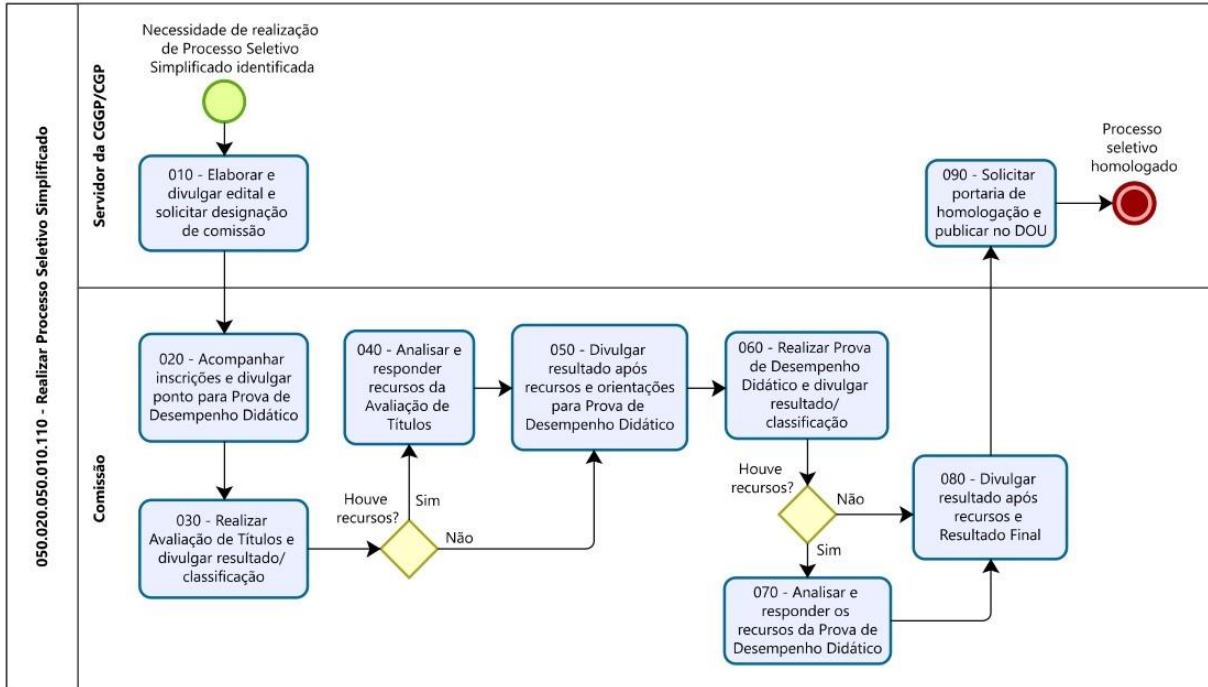 050.020.050.010.110 - Realizar Processo Seletivo Simplificado
Servidor da CGGP/CGP
Necessidade de realização
de Processo Seletivo
Simplificado identificada
010 - Elaborar e
divulgar edital e
solicitar designação
de comissão
090 - Solicitar
portaria de
homologação e
publicar no DOU
Processo
seletivo
homologado
Comissão
020 - Acompanhar
inscrições e divulgar
ponto para Prova de
Desempenho Didático
030 - Realizar
Avaliação de Títulos e
divulgar resultado/
classificação
Houve
recursos?
Sim
Não
040 - Analisar e
responder
recursos da
Avaliação de
Títulos
050 - Divulgar
resultado após
recursos e orientações
para Prova de
Desempenho Didático
060 - Realizar Prova
de Desempenho
Didático e divulgar
resultado/
classificação
Houve
recursos?
Não
Sim
070 - Analisar e
responder os
recursos da Prova de
Desempenho Didático
080 - Divulgar
resultado após
recursos e
Resultado Final